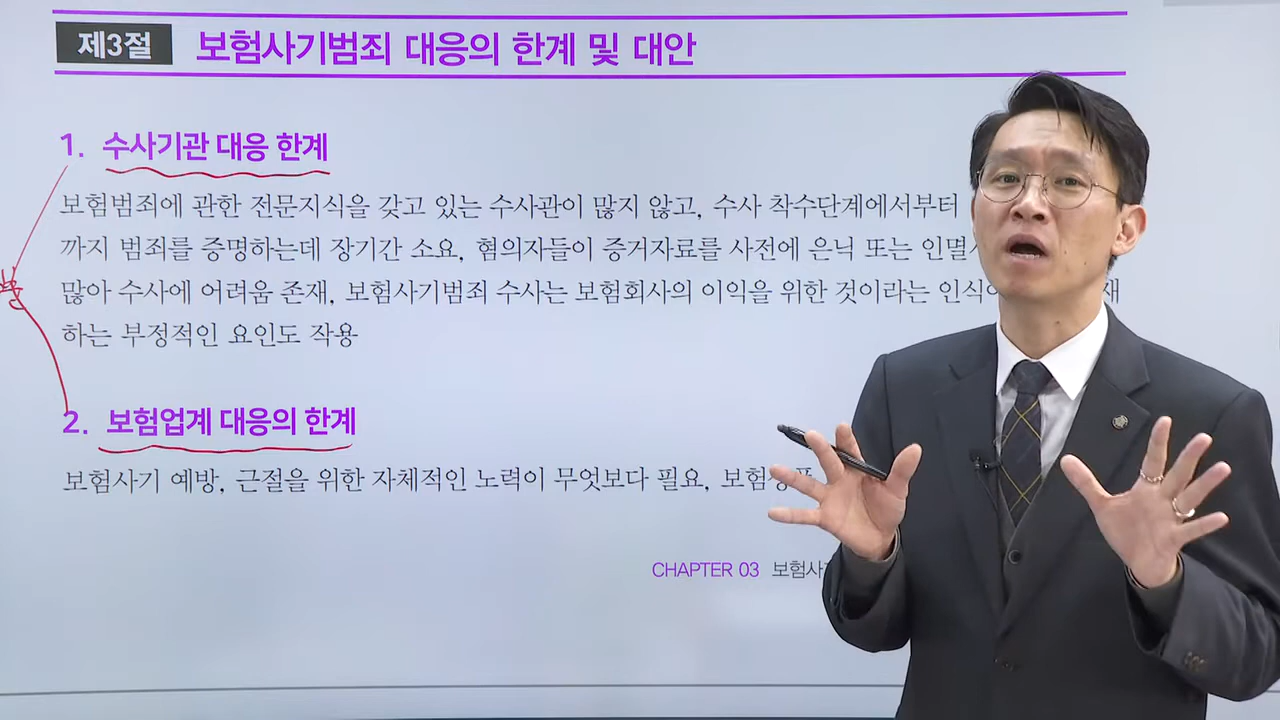 제3절 보험사기범죄 대응의 한계 및 대안
1. 수사기관 대응 한계
보험범죄에 관한 전문지식을 갖고 있는 수사관이 많지 않고, 수사 착수단계에서부터
까지 범죄를 증명하는데 장기간 소요, 혐의자들이 증거자료를 사전에 은닉 또는 인멸
많아 수사에 어려움 존재, 보험사기범죄 수사는 보험회사의 이익을 위한 것이라는 인식 재
하는 부정적인 요인도 작용
2. 보험업계 대응의 한계
보험사기 예방, 근절을 위한 자체적인 노력이 무엇보다 필요,
CHAPTER 03 보험사